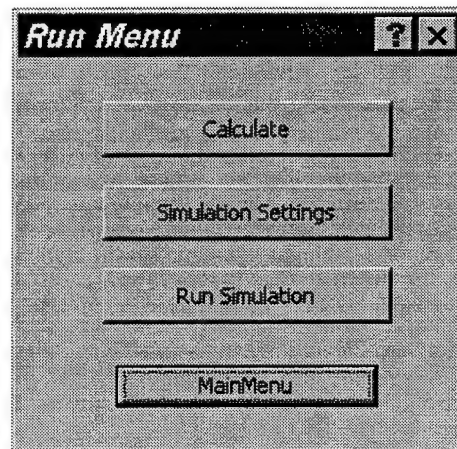 Run Menu ? ×
Calculate
Simulation Settings
Run Simulation
MainMenu